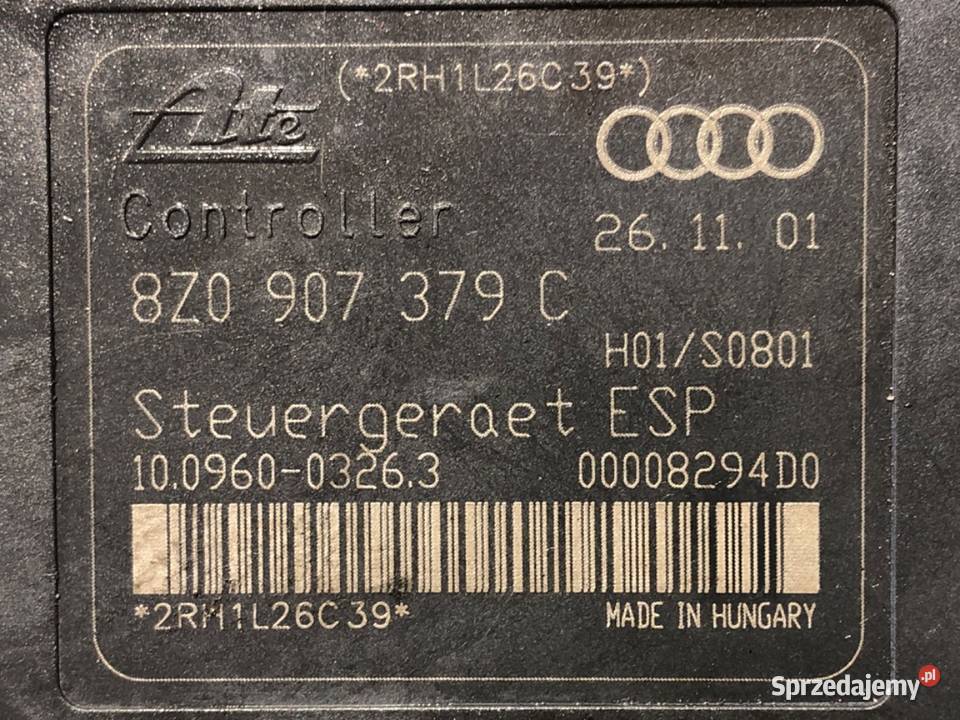 (*2RH1L26C39*)
Ate
Controller
26. 11. 01
8Z0 907 379 C
H01/S0801
Steuergeraet ESP
10.0960-0326.3 00008294D0
*2RH1L26C39* MADE IN HUNGARY
Sprzedajemy.pl